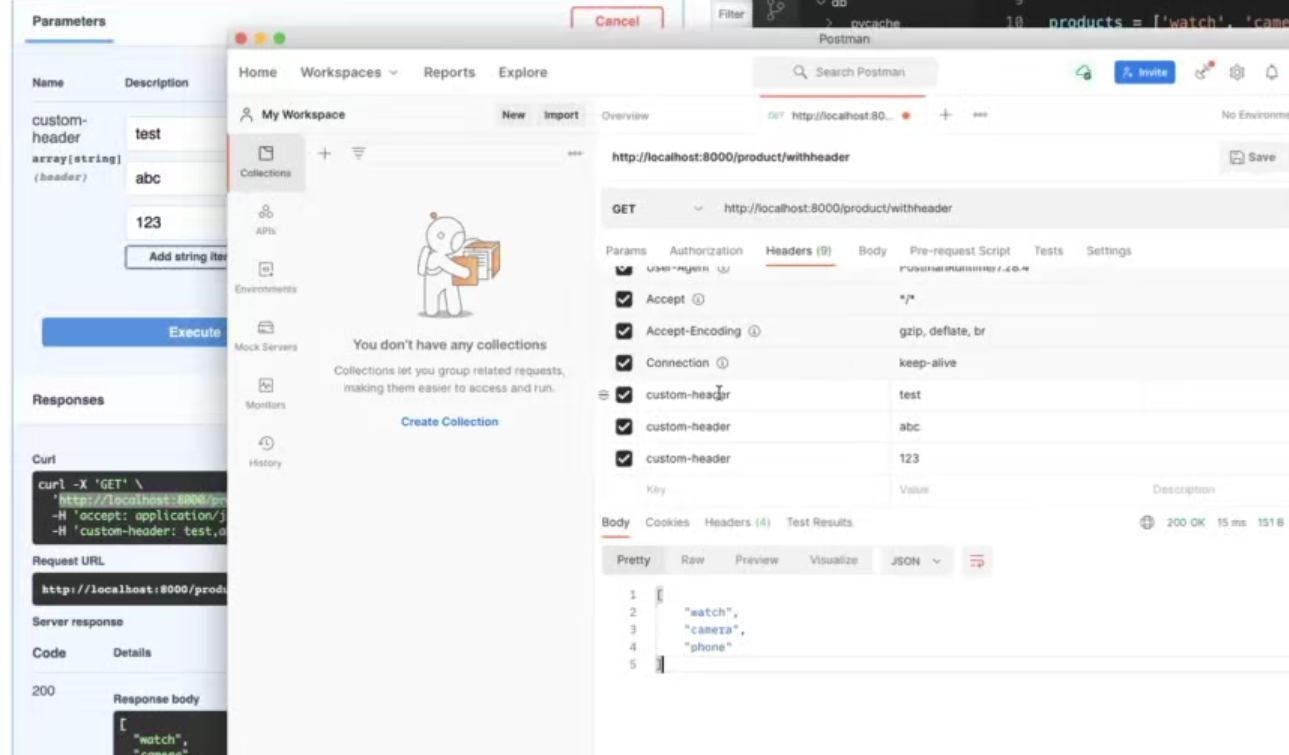 Parameters
Cancel
Filter
db
pycache
10 products = ['watch', 'came
Postman
Home Workspaces Reports Explore
Search Postman
Invite
Name Description
My Workspace New Import
Overview GET http://localhost:80... + ooo No Environme
custom-
header
array[string]
(header)
test
abc
123
Add string ite
Execute
Collections
APIs
Environments
Mock Servers
Monitors
History
You don't have any collections
Collections let you group related requests,
making them easier to access and run.
Create Collection
http://localhost:8000/product/withheader Save
GET http://localhost:8000/product/withheader
Params Authorization Headers (9) Body Pre-request Script Tests Settings
User-Agent PostmanRuntime/7.28.4
Accept */*
Accept-Encoding gzip, deflate, br
Connection keep-alive
custom-header test
custom-header abc
custom-header 123
Key Value Description
Body Cookies Headers (4) Test Results 200 OK 15 ms 151 B
Pretty Raw Preview Visualize JSON
1 [
2 "watch",
3 "camera",
4 "phone"
5 ]
Responses
Curl
curl -X 'GET' \
'http://localhost:8000/pr
-H 'accept: application/j
-H 'custom-header: test,a
Request URL
http://localhost:8000/produ
Server response
Code Details
200
Response body
[
"watch",